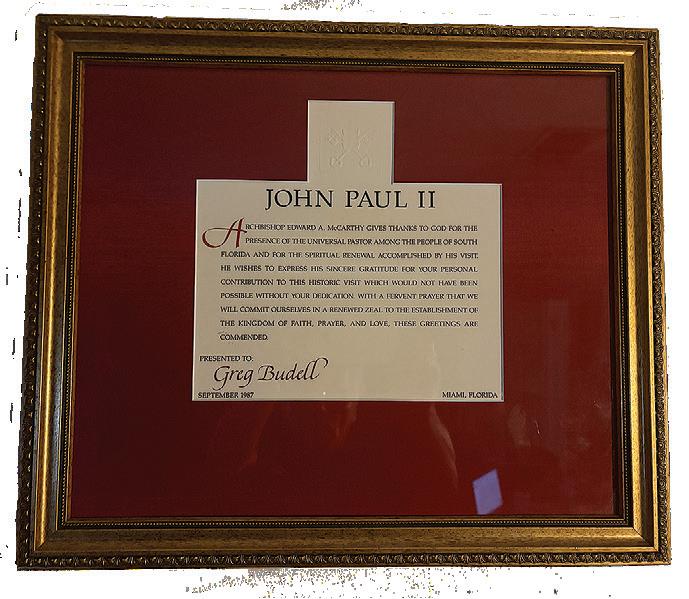 JOHN PAUL II
ARCHBISHOP EDWARD A. McCARTHY GIVES THANKS TO GOD FOR THE
PRESENCE OF THE UNIVERSAL PASTOR AMONG THE PEOPLE OF SOUTH
FLORIDA AND FOR THE SPIRITUAL RENEWAL ACCOMPLISHED BY HIS VISIT.
HE WISHES TO EXPRESS HIS SINCERE GRATITUDE FOR YOUR PERSONAL
CONTRIBUTION TO THIS HISTORIC VISIT WHICH WOULD NOT HAVE BEEN
POSSIBLE WITHOUT YOUR DEDICATION. WITH A FERVENT PRAYER THAT WE
WILL COMMIT OURSELVES IN A RENEWED ZEAL TO THE ESTABLISHMENT OF
THE KINGDOM OF FAITH, PRAYER, AND LOVE, THESE GREETINGS ARE
COMMENDED.
PRESENTED TO:
Greg Budell
SEPTEMBER 1987 MIAMI, FLORIDA